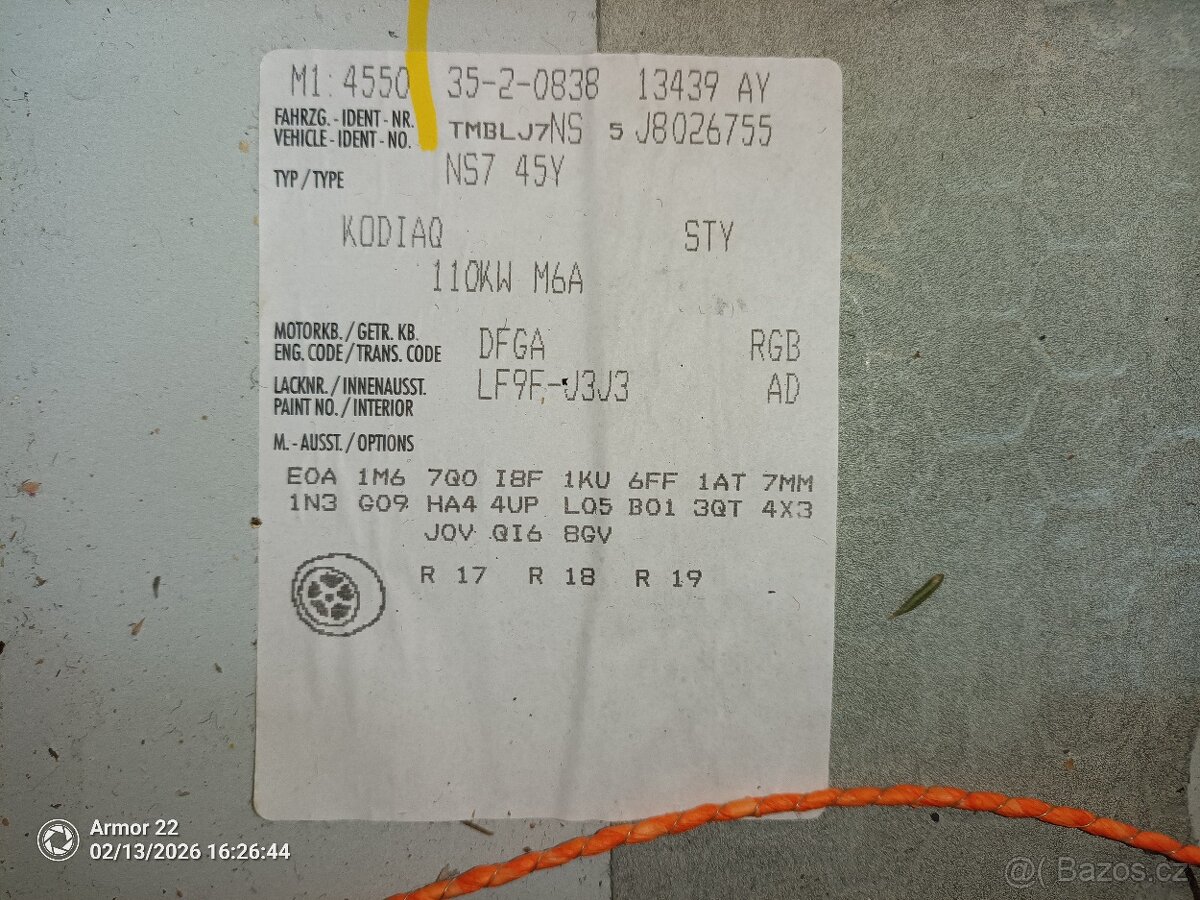 M1: 4550 35-2-0838 13439 AY
FAHRZG. - IDENT - NR.
VEHICLE - IDENT - NO. TMBLJ7NS 5 J8026755
TYP / TYPE NS7 45Y
KODIAQ STY
110KW M6A
MOTORKB. / GETR. KB.
ENG. CODE / TRANS. CODE DFGA RGB
LACKNR. / INNENAUSST. LF9F-J3J3 AD
PAINT NO. / INTERIOR
M. - AUSST. / OPTIONS
E0A 1M6 7Q0 I8F 1KU 6FF 1AT 7MM
1N3 G09 HA4 4UP L05 B01 3QT 4X3
J0V QI6 8GV
R 17 R 18 R 19
Armor 22
02/13/2026 16:26:44
@( Bazos.cz